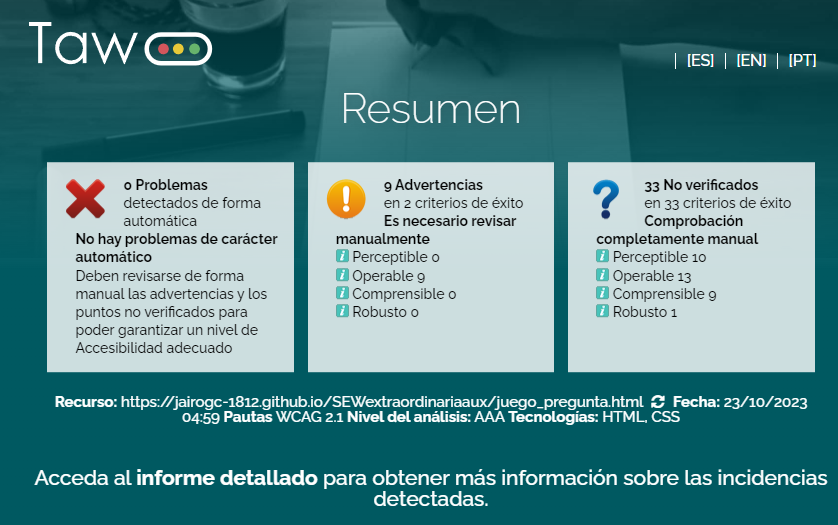 Taw
| [ES] | [EN] | [PT]
Resumen
0 Problemas
detectados de forma
automática
No hay problemas de carácter
automático
Deben revisarse de forma
manual las advertencias y los
puntos no verificados para
poder garantizar un nivel de
Accesibilidad adecuado
9 Advertencias
en 2 criterios de éxito
Es necesario revisar
manualmente
Perceptible 0
Operable 9
Comprensible 0
Robusto 0
33 No verificados
en 33 criterios de éxito
Comprobación
completamente manual
Perceptible 10
Operable 13
Comprensible 9
Robusto 1
Recurso: https://jairogc-1812.github.io/SEWextraordinariaaux/juego_pregunta.html Fecha: 23/10/2023
04:59 Pautas WCAG 2.1 Nivel del análisis: AAA Tecnologías: HTML, CSS
Acceda al informe detallado para obtener más información sobre las incidencias
detectadas.